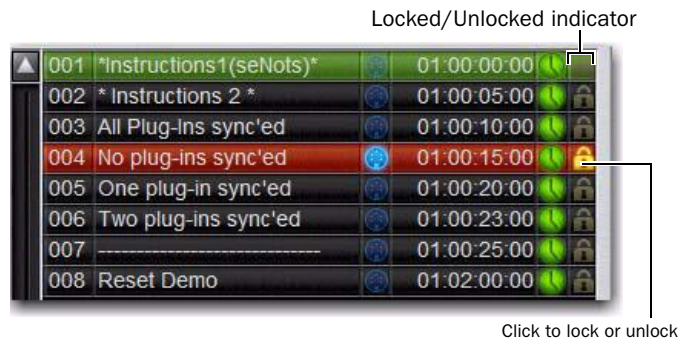 Locked/Unlocked indicator
001 *Instructions1(seNots)* 01:00:00:00
002 * Instructions 2 * 01:00:05:00
003 All Plug-Ins sync'ed 01:00:10:00
004 No plug-ins sync'ed 01:00:15:00
005 One plug-in sync'ed 01:00:20:00
006 Two plug-ins sync'ed 01:00:23:00
007 ---------------------------- 01:00:25:00
008 Reset Demo 01:02:00:00
Click to lock or unlock